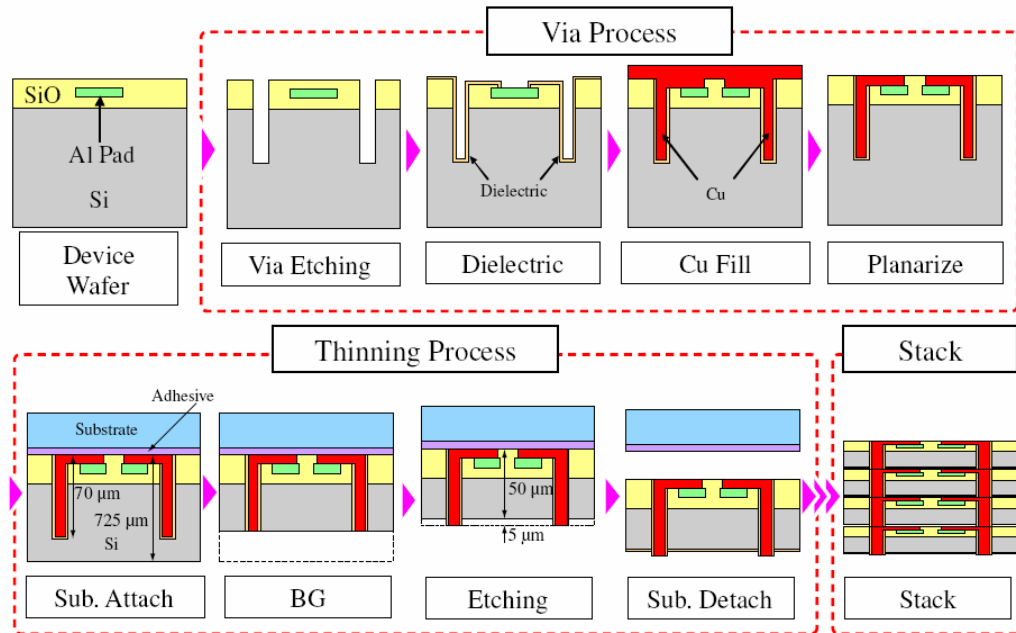 Via Process
SiO
Al Pad
Si
Dielectric
Cu
Device
Wafer
Via Etching
Dielectric
Cu Fill
Planarize
Thinning Process
Stack
Adhesive
Substrate
70 μm
725 μm
Si
50 μm
5 μm
Sub. Attach
BG
Etching
Sub. Detach
Stack